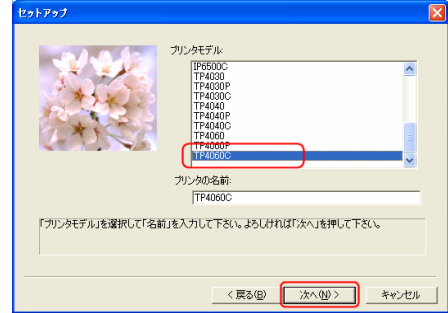 セットアップ
プリンタモデル:
IP6500C
TP4030
TP4030P
TP4030C
TP4040
TP4040P
TP4040C
TP4060
TP4060P
TP4060C
プリンタの名前:
TP4060C
「プリンタモデル」を選択して「名前」を入力して下さい。よろしければ「次へ」を押して下さい。
< 戻る(B)
次へ(N) >
キャンセル